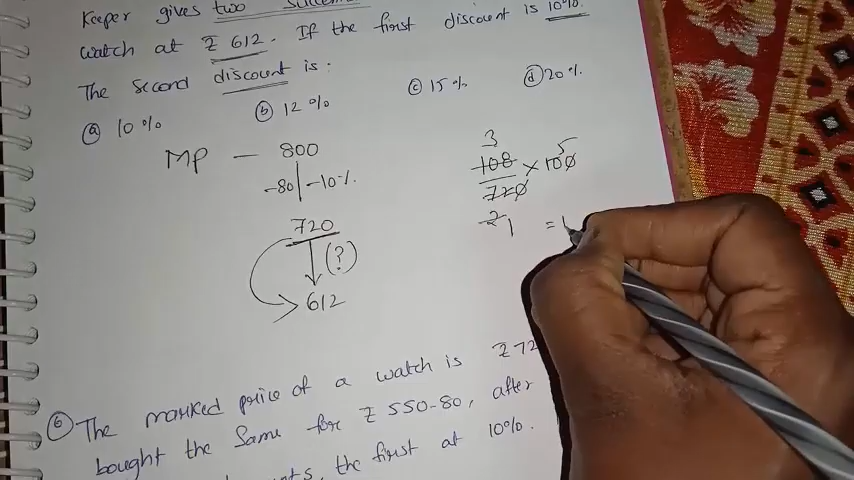 Keeper gives two
watch at ₹ 612. If the first discount is 10%.
The second discount is:
ⓐ 10% ⓑ 12% ⓒ 15% ⓓ 20%
MP — 800
-80 -10%
720
(?)
612
3
108 × 100 5
720
2 1 = 1
⑥ The marked price of a watch is ₹72
bought the same for ₹550-80, after
the first at 10%.